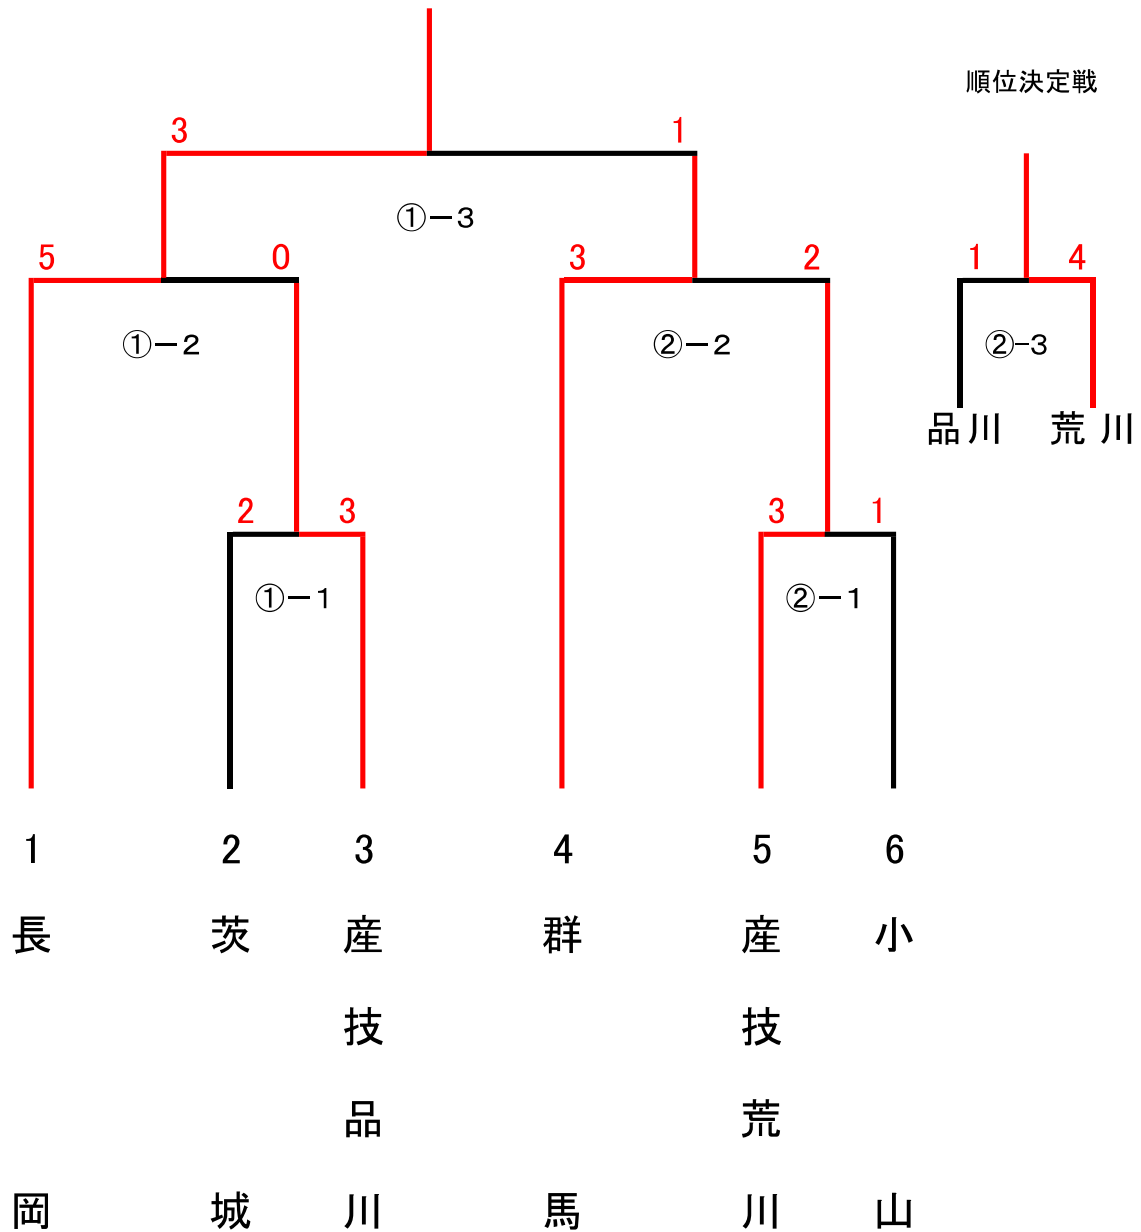 順位決定戦
3 1
①－3
5 0 3 2 1 4
①－2 ②－2 ②-3
品川 荒川
2 3 3 1
①－1 ②－1
1 2 3 4 5 6
長岡
茨城
産技品川
群馬
産技荒川
小山